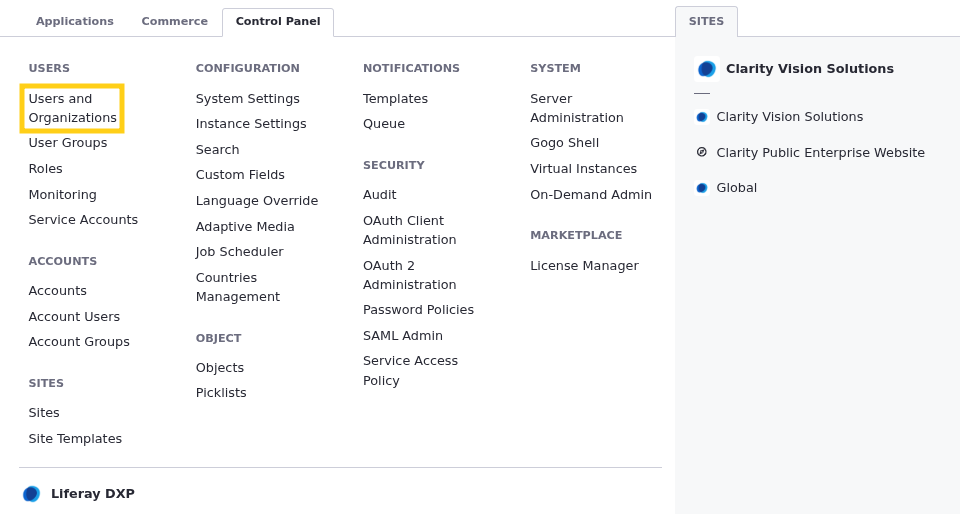 Applications Commerce Control Panel
USERS
Users and
Organizations
User Groups
Roles
Monitoring
Service Accounts
ACCOUNTS
Accounts
Account Users
Account Groups
SITES
Sites
Site Templates
CONFIGURATION
System Settings
Instance Settings
Search
Custom Fields
Language Override
Adaptive Media
Job Scheduler
Countries
Management
OBJECT
Objects
Picklists
NOTIFICATIONS
Templates
Queue
SECURITY
Audit
OAuth Client
Administration
OAuth 2
Administration
Password Policies
SAML Admin
Service Access
Policy
SYSTEM
Server
Administration
Gogo Shell
Virtual Instances
On-Demand Admin
MARKETPLACE
License Manager
Liferay DXP
SITES
Clarity Vision Solutions
Clarity Vision Solutions
Clarity Public Enterprise Website
Global